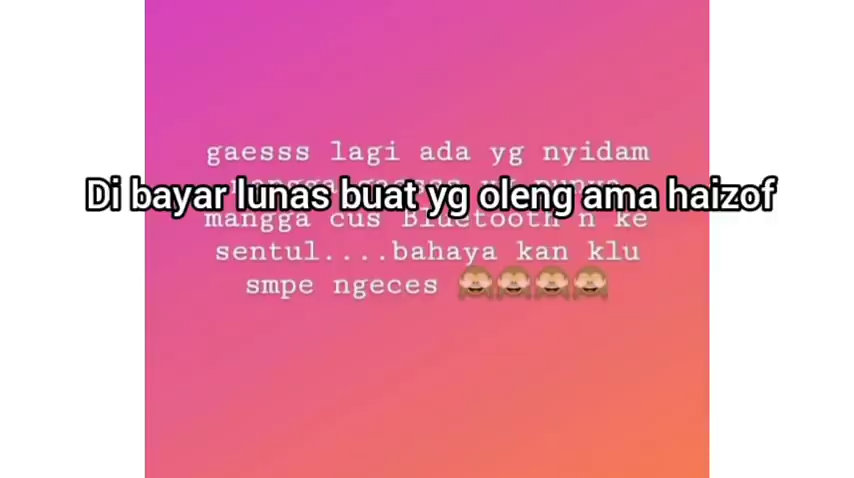 gaesss lagi ada yg nyidam
Di bayar lunas buat yg oleng ama haizof
mangga cus Bluetooth n ke
sentul....bahaya kan klu
smpe ngeces 🙈🙈🙈🙈